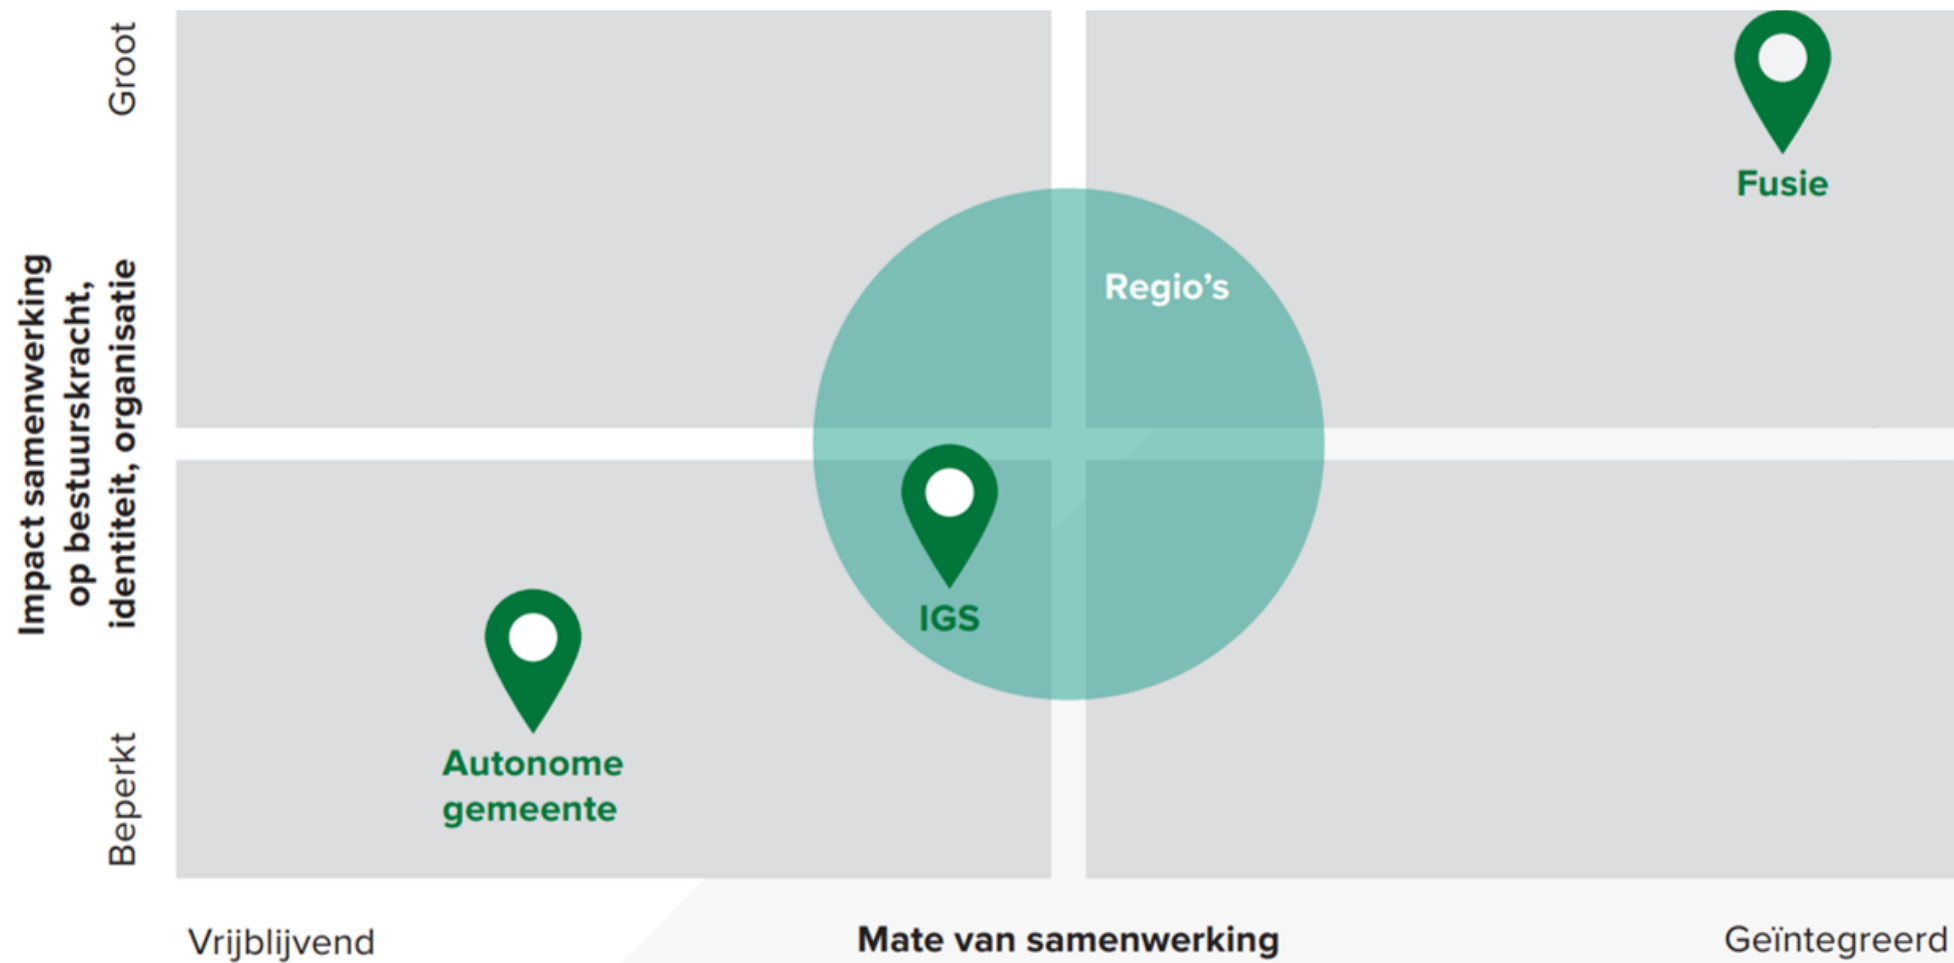 Groot
Impact samenwerking
op bestuurskracht,
identiteit, organisatie
Beperkt
Fusie
Regio’s
IGS
Autonome
gemeente
Vrijblijvend
Mate van samenwerking
Geïntegreerd